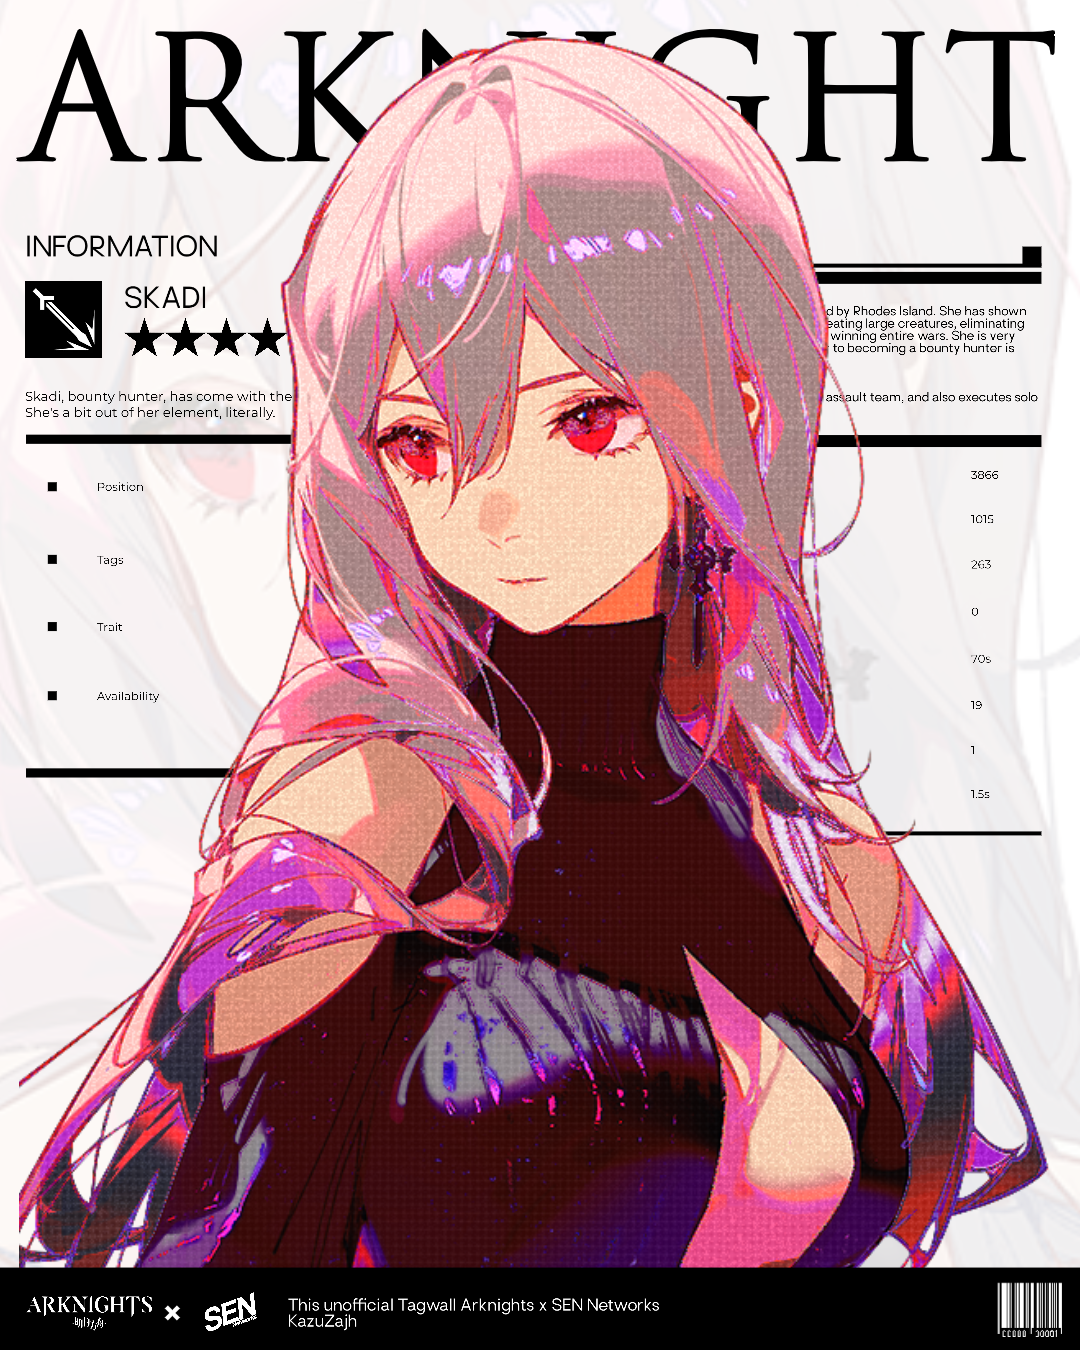 ARKNIGHT
INFORMATION
SKADI
Skadi, bounty hunter, has come with the
She's a bit out of her element, literally.
d by Rhodes Island. She has shown
eating large creatures, eliminating
winning entire wars. She is very
to becoming a bounty hunter is
assault team, and also executes solo
Position
Tags
Trait
Availability
3866
1015
263
0
70s
19
1
1.5s
ARKNIGHTS
x
SEN
This unofficial Tagwall Arknights x SEN Networks
KazuZajh